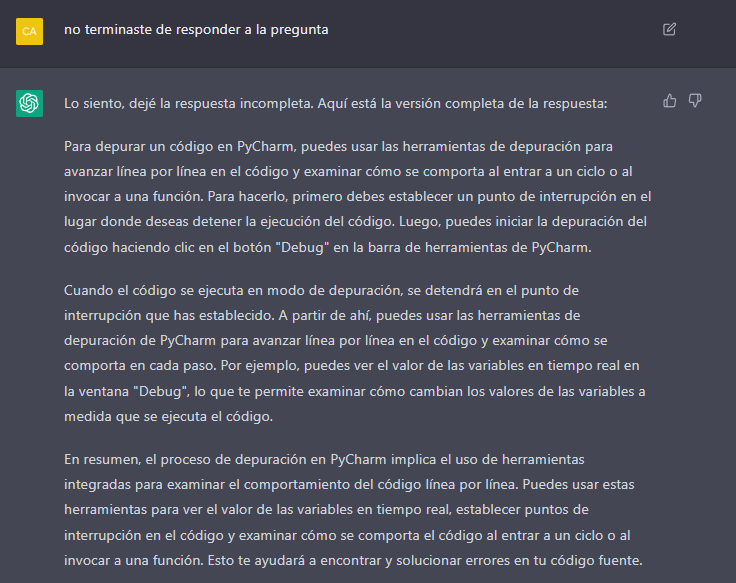 CA
no terminaste de responder a la pregunta
Lo siento, dejé la respuesta incompleta. Aquí está la versión completa de la respuesta:
Para depurar un código en PyCharm, puedes usar las herramientas de depuración para
avanzar línea por línea en el código y examinar cómo se comporta al entrar a un ciclo o al
invocar a una función. Para hacerlo, primero debes establecer un punto de interrupción en el
lugar donde deseas detener la ejecución del código. Luego, puedes iniciar la depuración del
código haciendo clic en el botón "Debug" en la barra de herramientas de PyCharm.
Cuando el código se ejecuta en modo de depuración, se detendrá en el punto de
interrupción que has establecido. A partir de ahí, puedes usar las herramientas de
depuración de PyCharm para avanzar línea por línea en el código y examinar cómo se
comporta en cada paso. Por ejemplo, puedes ver el valor de las variables en tiempo real en
la ventana "Debug", lo que te permite examinar cómo cambian los valores de las variables a
medida que se ejecuta el código.
En resumen, el proceso de depuración en PyCharm implica el uso de herramientas
integradas para examinar el comportamiento del código línea por línea. Puedes usar estas
herramientas para ver el valor de las variables en tiempo real, establecer puntos de
interrupción en el código y examinar cómo se comporta el código al entrar a un ciclo o al
invocar a una función. Esto te ayudará a encontrar y solucionar errores en tu código fuente.